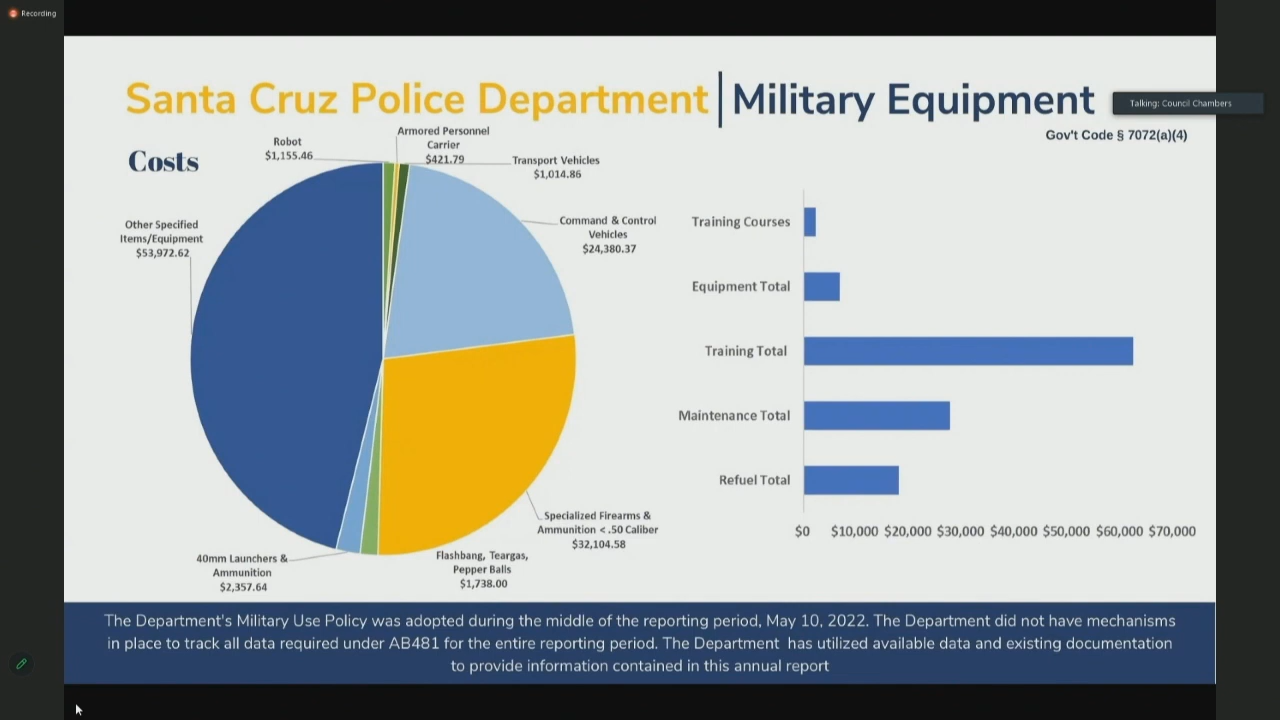 Recording
Santa Cruz Police Department | Military Equipment
Talking: Council Chambers
Gov't Code § 7072(a)(4)
Costs
Robot
$1,155.46
Armored Personnel
Carrier
$421.79
Transport Vehicles
$1,014.86
Command & Control
Vehicles
$24,380.37
Other Specified
Items/Equipment
$53,972.62
Specialized Firearms &
Ammunition < .50 Caliber
$32,104.58
Flashbang, Teargas,
Pepper Balls
$1,738.00
40mm Launchers &
Ammunition
$2,357.64
Training Courses
Equipment Total
Training Total
Maintenance Total
Refuel Total
$0 $10,000 $20,000 $30,000 $40,000 $50,000 $60,000 $70,000
The Department's Military Use Policy was adopted during the middle of the reporting period, May 10, 2022. The Department did not have mechanisms
in place to track all data required under AB481 for the entire reporting period. The Department has utilized available data and existing documentation
to provide information contained in this annual report